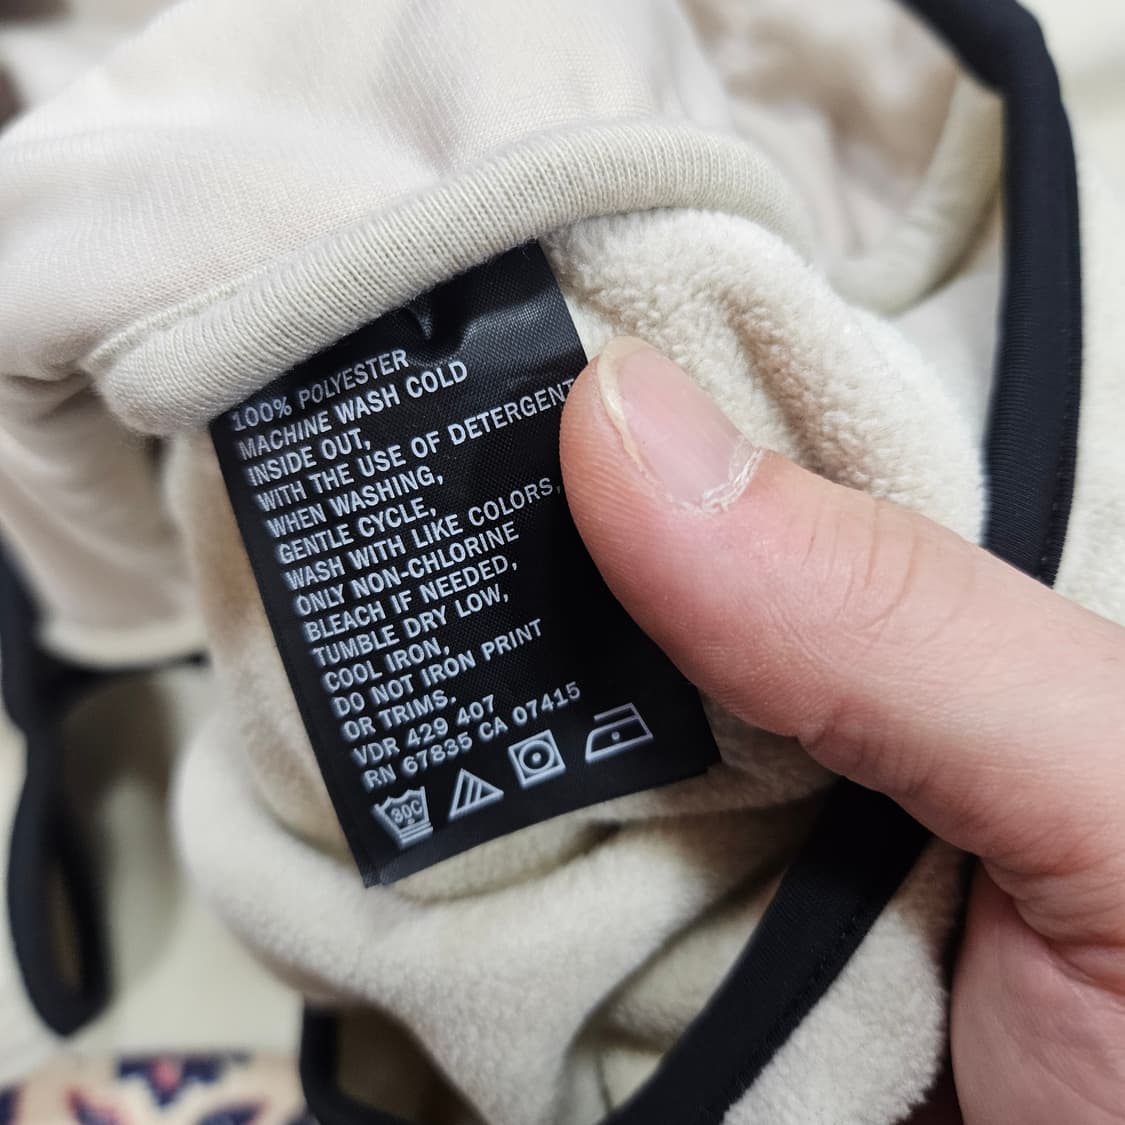 100% POLYESTER
MACHINE WASH COLD
INSIDE OUT,
WITH THE USE OF DETERGENT
WHEN WASHING,
GENTLE CYCLE,
WASH WITH LIKE COLORS,
ONLY NON-CHLORINE
BLEACH IF NEEDED,
TUMBLE DRY LOW,
COOL IRON,
DO NOT IRON PRINT
OR TRIMS.
VDR 429 407
RN 67835 CA 07415
30C